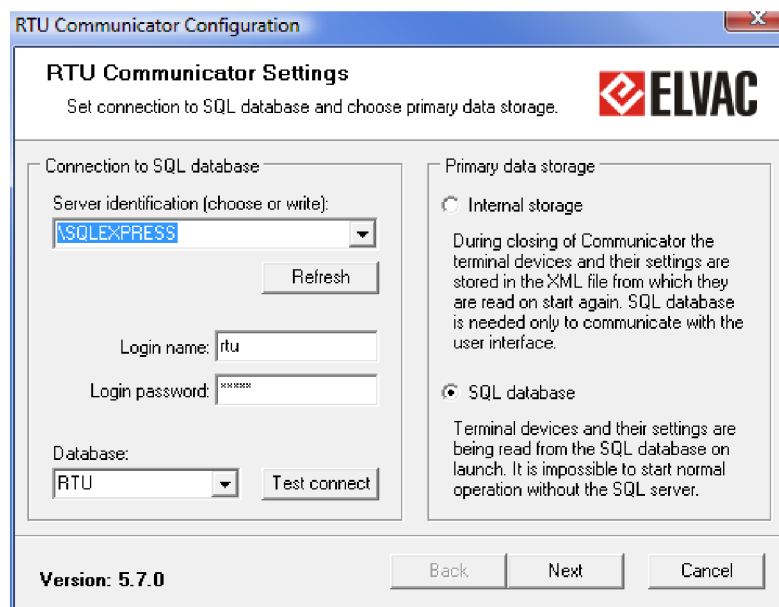 RTU Communicator Configuration
RTU Communicator Settings
Set connection to SQL database and choose primary data storage.
ELVAC
Connection to SQL database
Server identification (choose or write):
\SQLEXPRESS
Refresh
Login name: rtu
Login password: *****
Database:
RTU
Test connect
Primary data storage
Internal storage
During closing of Communicator the
terminal devices and their settings are
stored in the XML file from which they
are read on start again. SQL database
is needed only to communicate with the
user interface.
SQL database
Terminal devices and their settings are
being read from the SQL database on
launch. It is impossible to start normal
operation without the SQL server.
Version: 5.7.0
Back
Next
Cancel